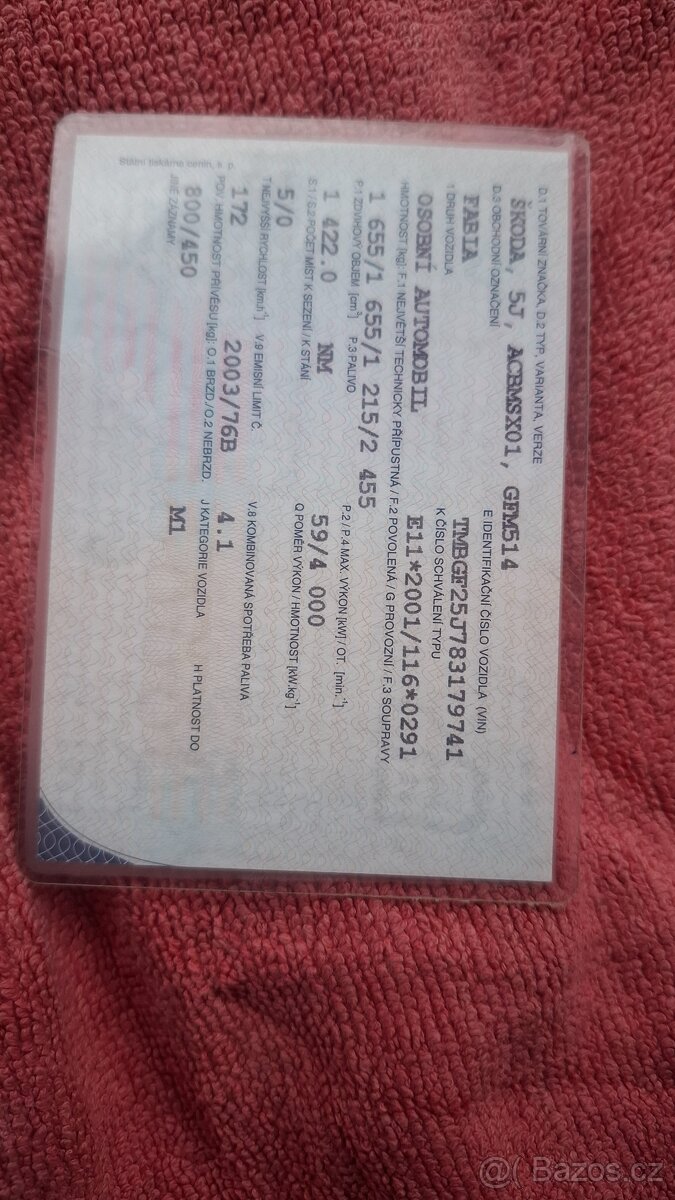 D.1 TOVÁRNÍ ZNAČKA, D.2 TYP, VARIANTA, VERZE
ŠKODA, 5J, ACBMSX01, GFM514
D.3 OBCHODNÍ OZNAČENÍ E IDENTIFIKAČNÍ ČÍSLO VOZIDLA (VIN)
FABIA TMBGF25J783179741
1 DRUH VOZIDLA K ČÍSLO SCHVÁLENÍ TYPU
OSOBNÍ AUTOMOBIL E11*2001/116*0291
HMOTNOST [kg]: F.1 NEJVĚTŠÍ TECHNICKY PŘÍPUSTNÁ / F.2 POVOLENÁ / G PROVOZNÍ / F.3 SOUPRAVY
1 655/1 655/1 215/2 455
P.1 ZDVIHOVÝ OBJEM [cm³] P.3 PALIVO P.2 / P.4 MAX. VÝKON [kW] / OT. [min.⁻¹]
1 422.0 NM 59/4 000
S.1 / S.2 POČET MÍST K SEZENÍ / K STÁNÍ Q POMĚR VÝKON / HMOTNOST [kW.kg⁻¹]
5/0
T NEJVYŠŠÍ RYCHLOST [km.h⁻¹] V.9 EMISNÍ LIMIT Č. V.8 KOMBINOVANÁ SPOTŘEBA PALIVA
172 2003/76B 4.1
POV. HMOTNOST PŘÍVĚSU [kg]: O.1 BRZD./O.2 NEBRZD. J KATEGORIE VOZIDLA H PLATNOST DO
800/450 M1
JINÉ ZÁZNAMY
Státní tiskárna cenin, s. p.
@( Bazos.cz